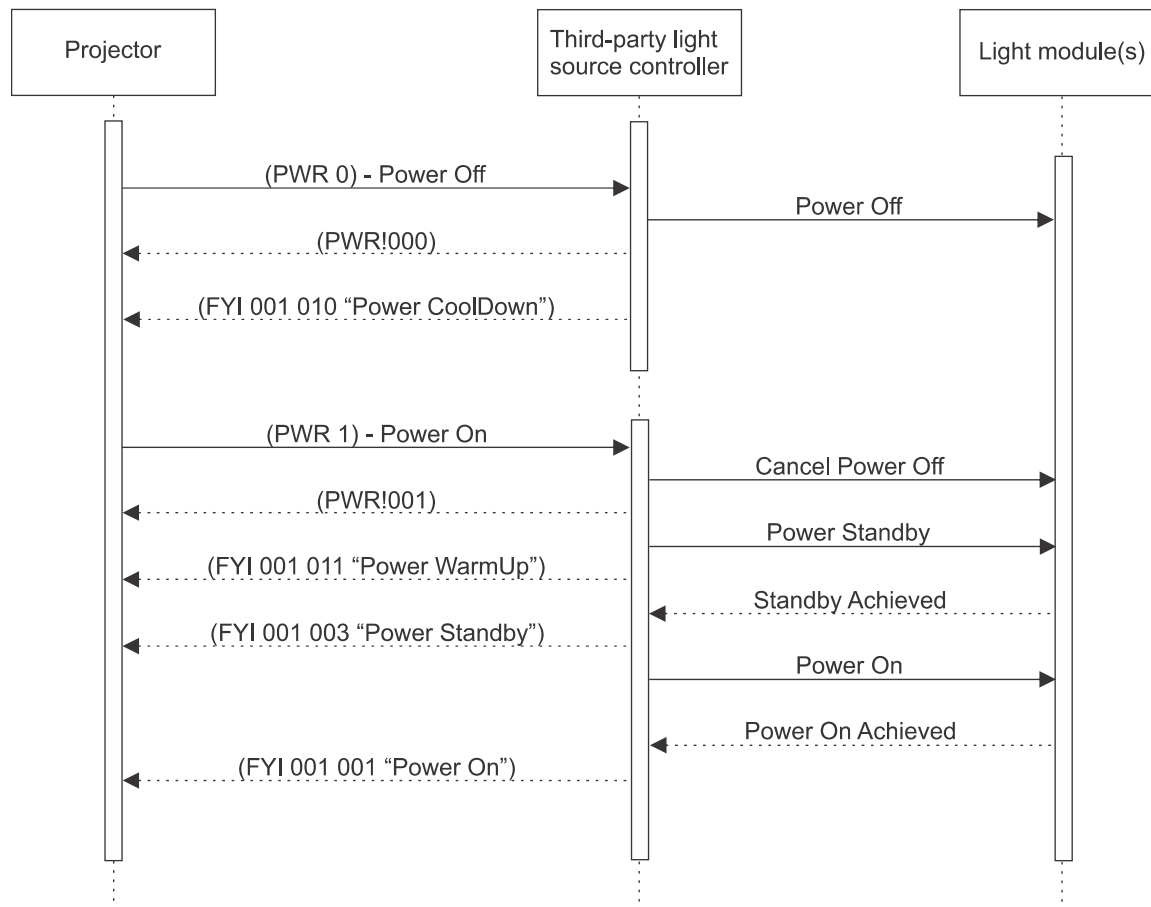 Projector
Third-party light
source controller
Light module(s)
(PWR 0) - Power Off
Power Off
(PWR!000)
(FYI 001 010 “Power CoolDown”)
(PWR 1) - Power On
Cancel Power Off
(PWR!001)
Power Standby
(FYI 001 011 “Power WarmUp”)
Standby Achieved
(FYI 001 003 “Power Standby”)
Power On
Power On Achieved
(FYI 001 001 “Power On”)